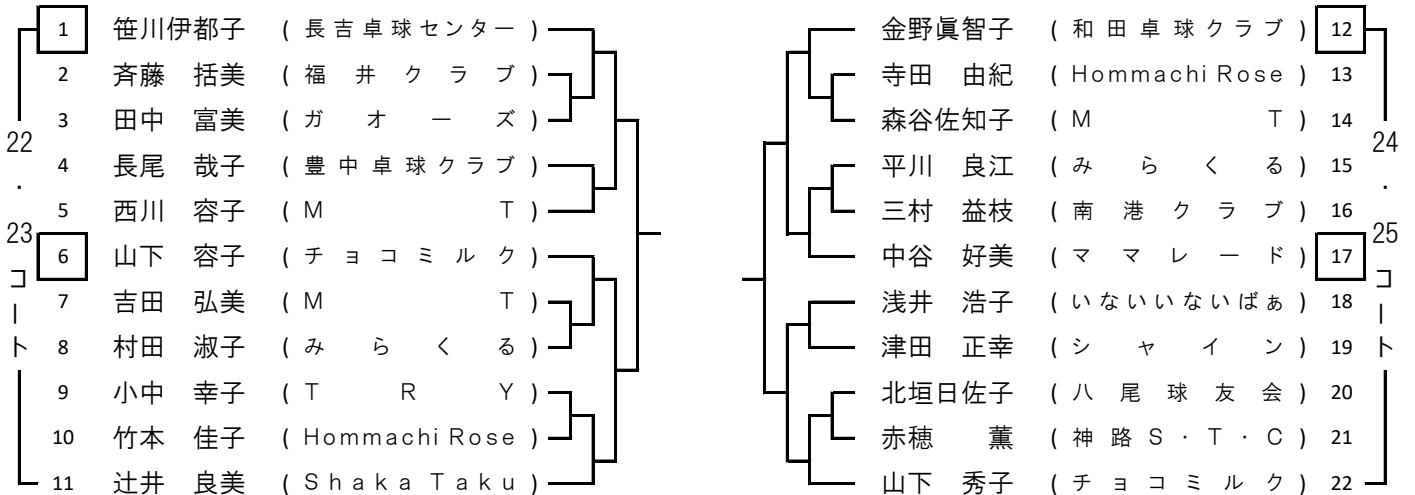 1 笹川伊都子 (長吉卓球センター)
2 斉藤 括美 (福井クラブ)
3 田中 富美 (ガオーズ)
4 長尾 哉子 (豊中卓球クラブ)
5 西川 容子 (MT)
6 山下 容子 (チョコミルク)
7 吉田 弘美 (MT)
8 村田 淑子 (みらくる)
9 小中 幸子 (TRY)
10 竹本 佳子 (Hommachi Rose)
11 辻井 良美 (Shaka Taku)
22・23コート
金野眞智子 (和田卓球クラブ) 12
寺田 由紀 (Hommachi Rose) 13
森谷佐知子 (MT) 14
平川 良江 (みらくる) 15
三村 益枝 (南港クラブ) 16
中谷 好美 (ママレード) 17
浅井 浩子 (いないいないばぁ) 18
津田 正幸 (シャイン) 19
北垣日佐子 (八尾球友会) 20
赤穂 薫 (神路S・T・C) 21
山下 秀子 (チョコミルク) 22
24・25コート